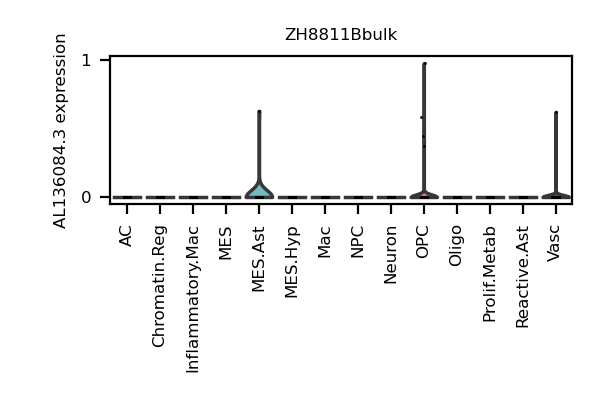 ZH8811Bbulk
AL136084.3 expression
1
0
AC
Chromatin.Reg
Inflammatory.Mac
MES
MES.Ast
MES.Hyp
Mac
NPC
Neuron
OPC
Oligo
Prolif.Metab
Reactive.Ast
Vasc